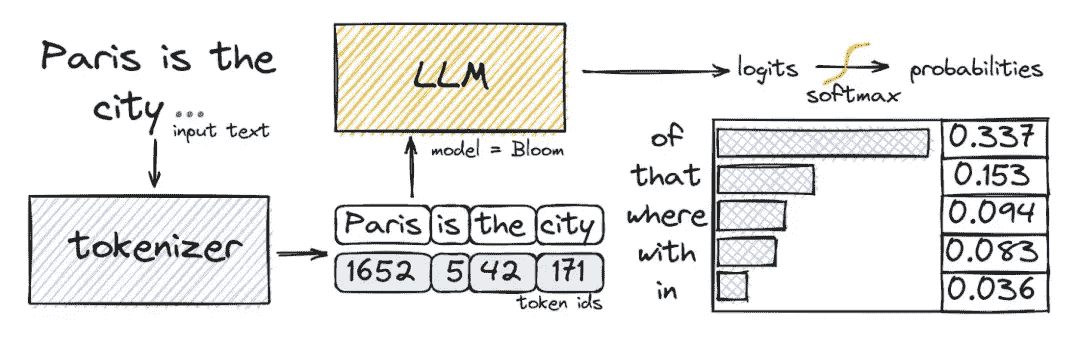 Paris is the
city ...
input text
tokenizer
Paris is the city
1652 5 42 171
token ids
LLM
model = Bloom
logits
softmax
probabilities
of 0.337
that 0.153
where 0.094
with 0.083
in 0.036